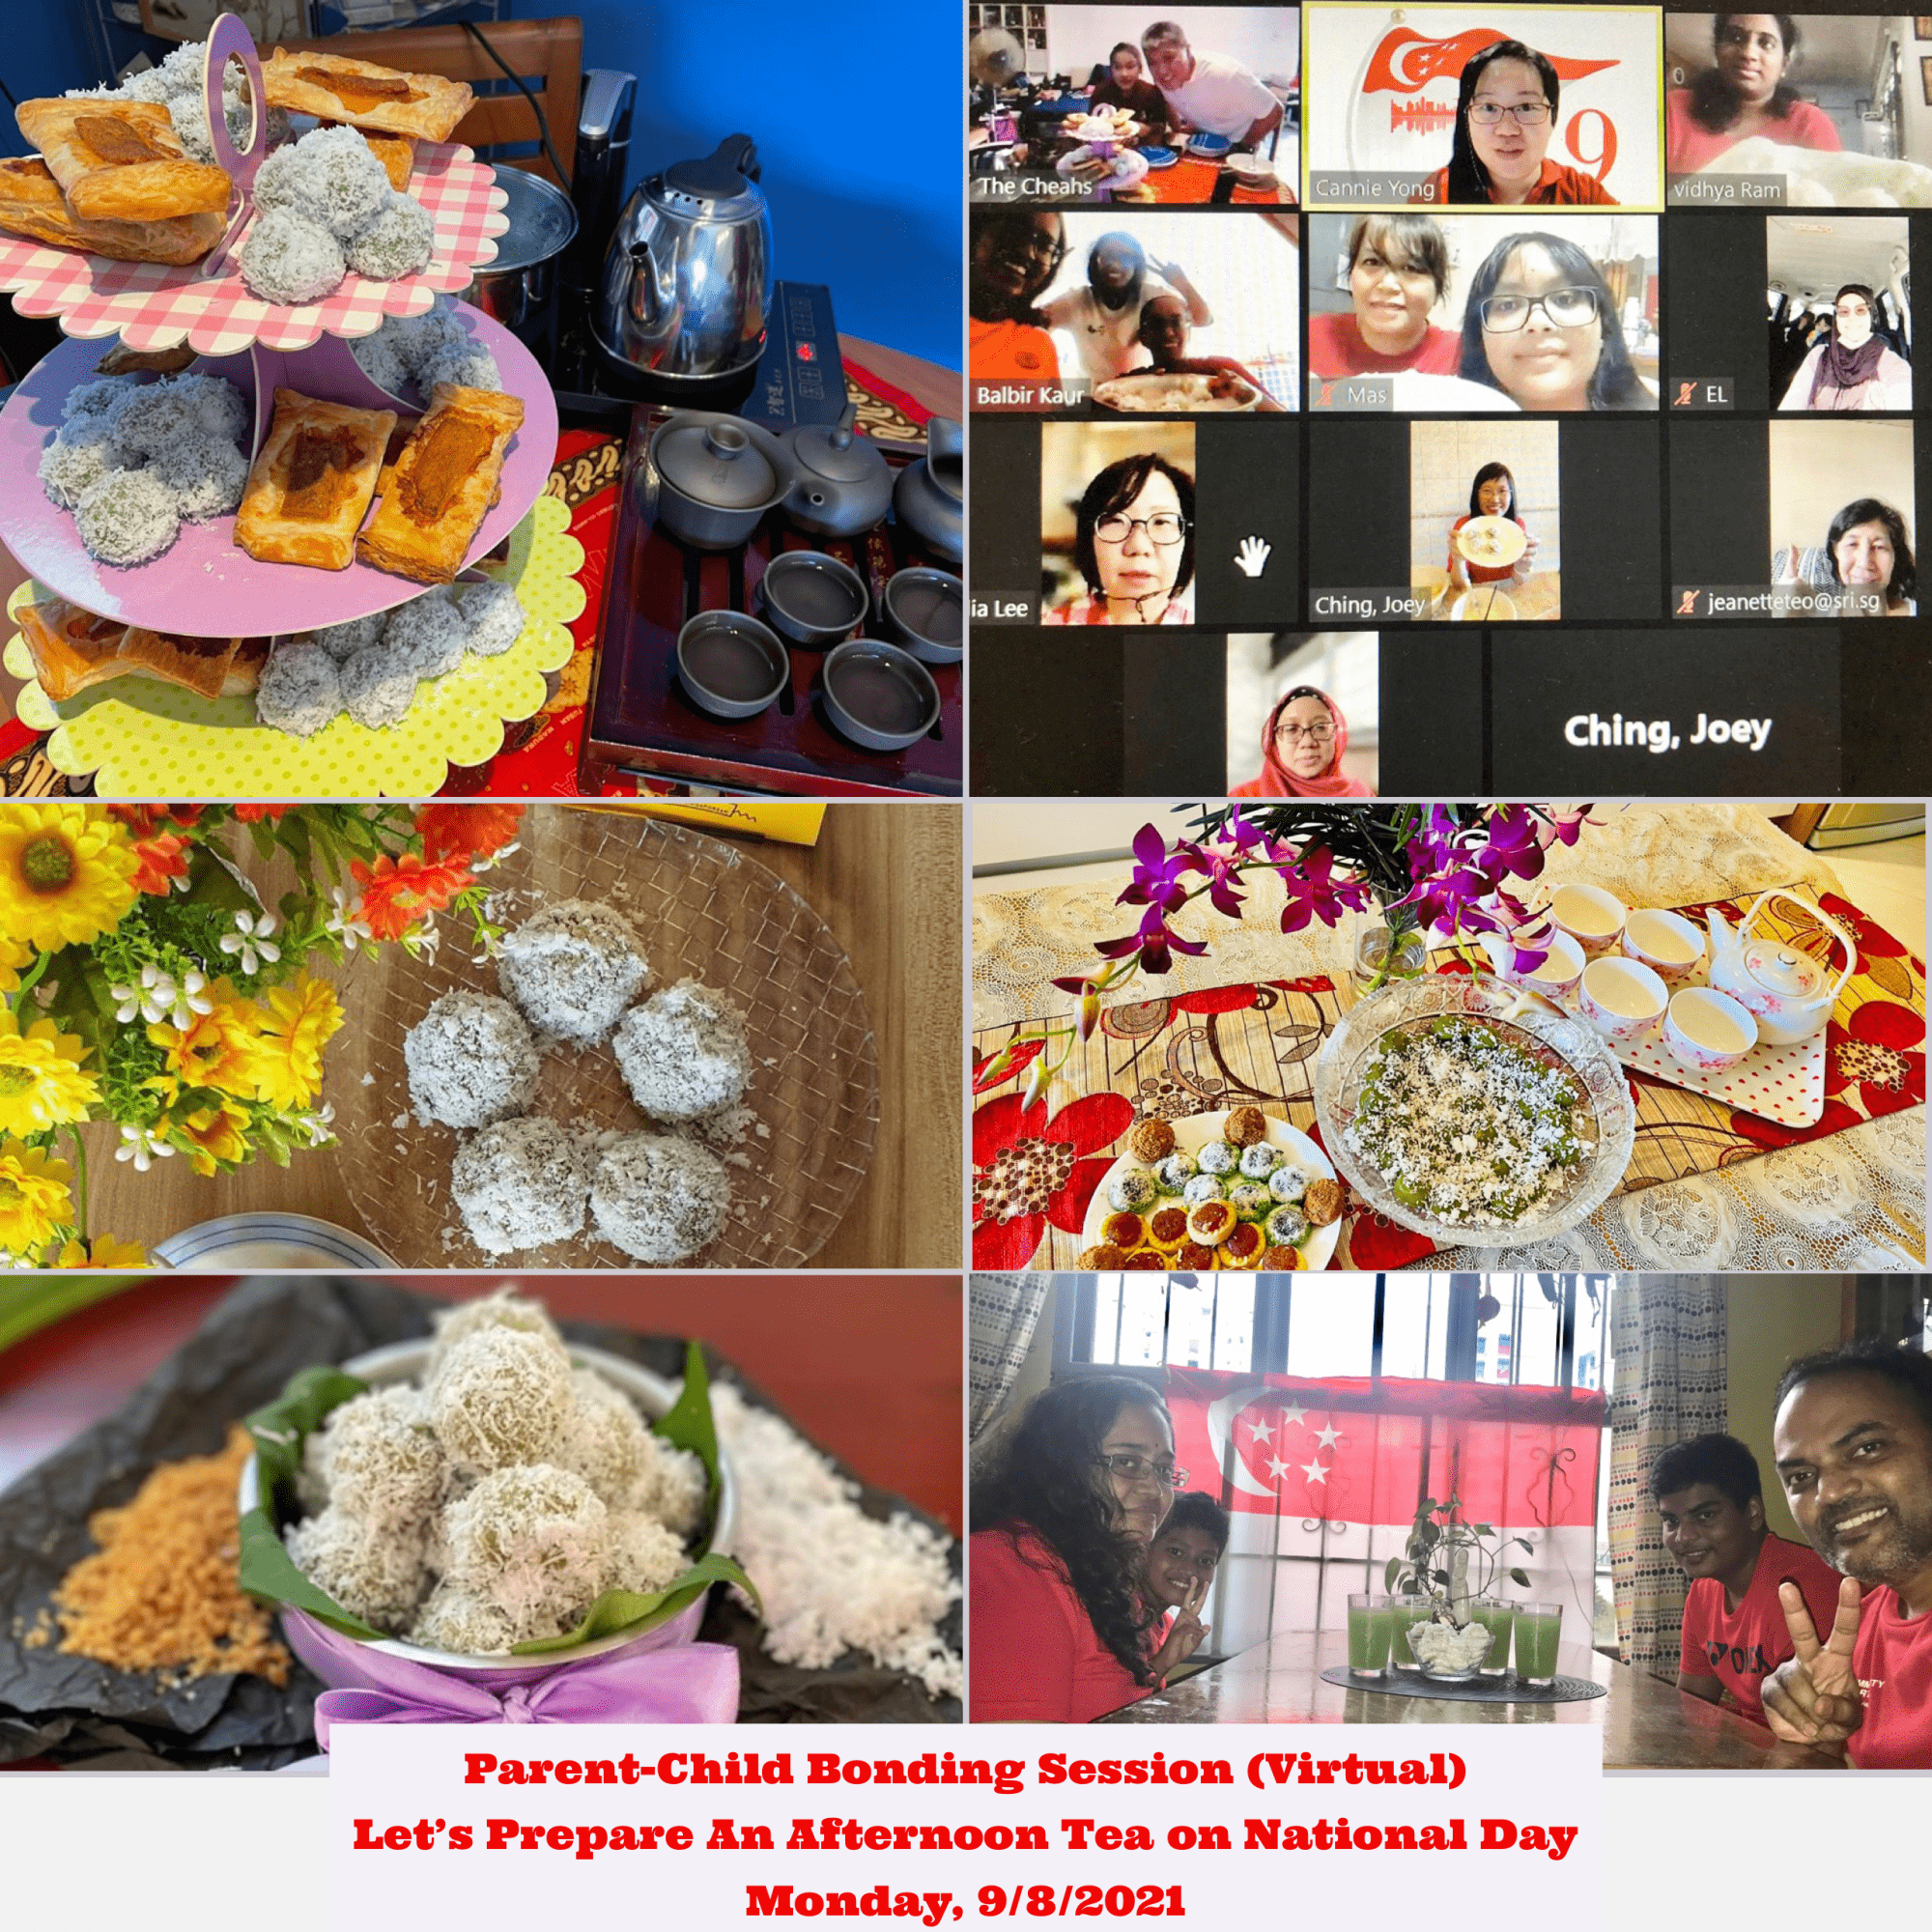 The Cheahs
9
Cannie Yong
vidhya Ram
Balbir Kaur
Mas
EL
ia Lee
Ching, Joey
jeanetteteo@sri.sg
Ching, Joey
Parent-Child Bonding Session (Virtual)
Let's Prepare An Afternoon Tea on National Day
Monday, 9/8/2021